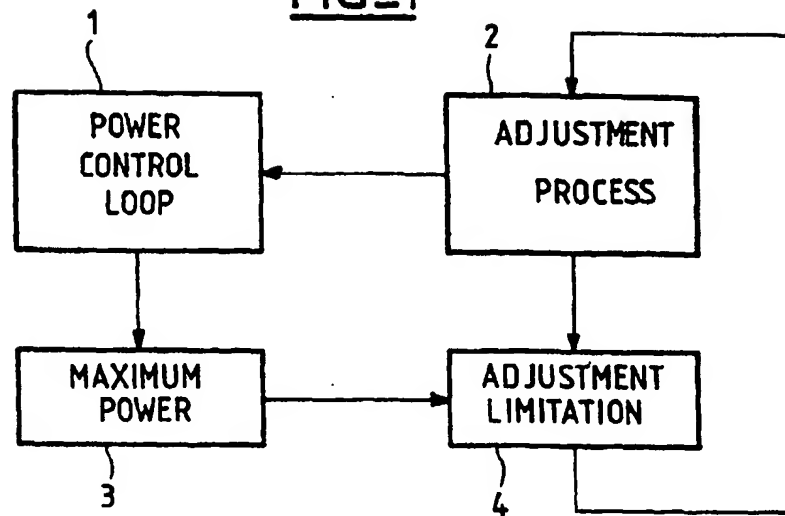 1
2
POWER
CONTROL
LOOP
ADJUSTMENT
PROCESS
MAXIMUM
POWER
ADJUSTMENT
LIMITATION
3
4